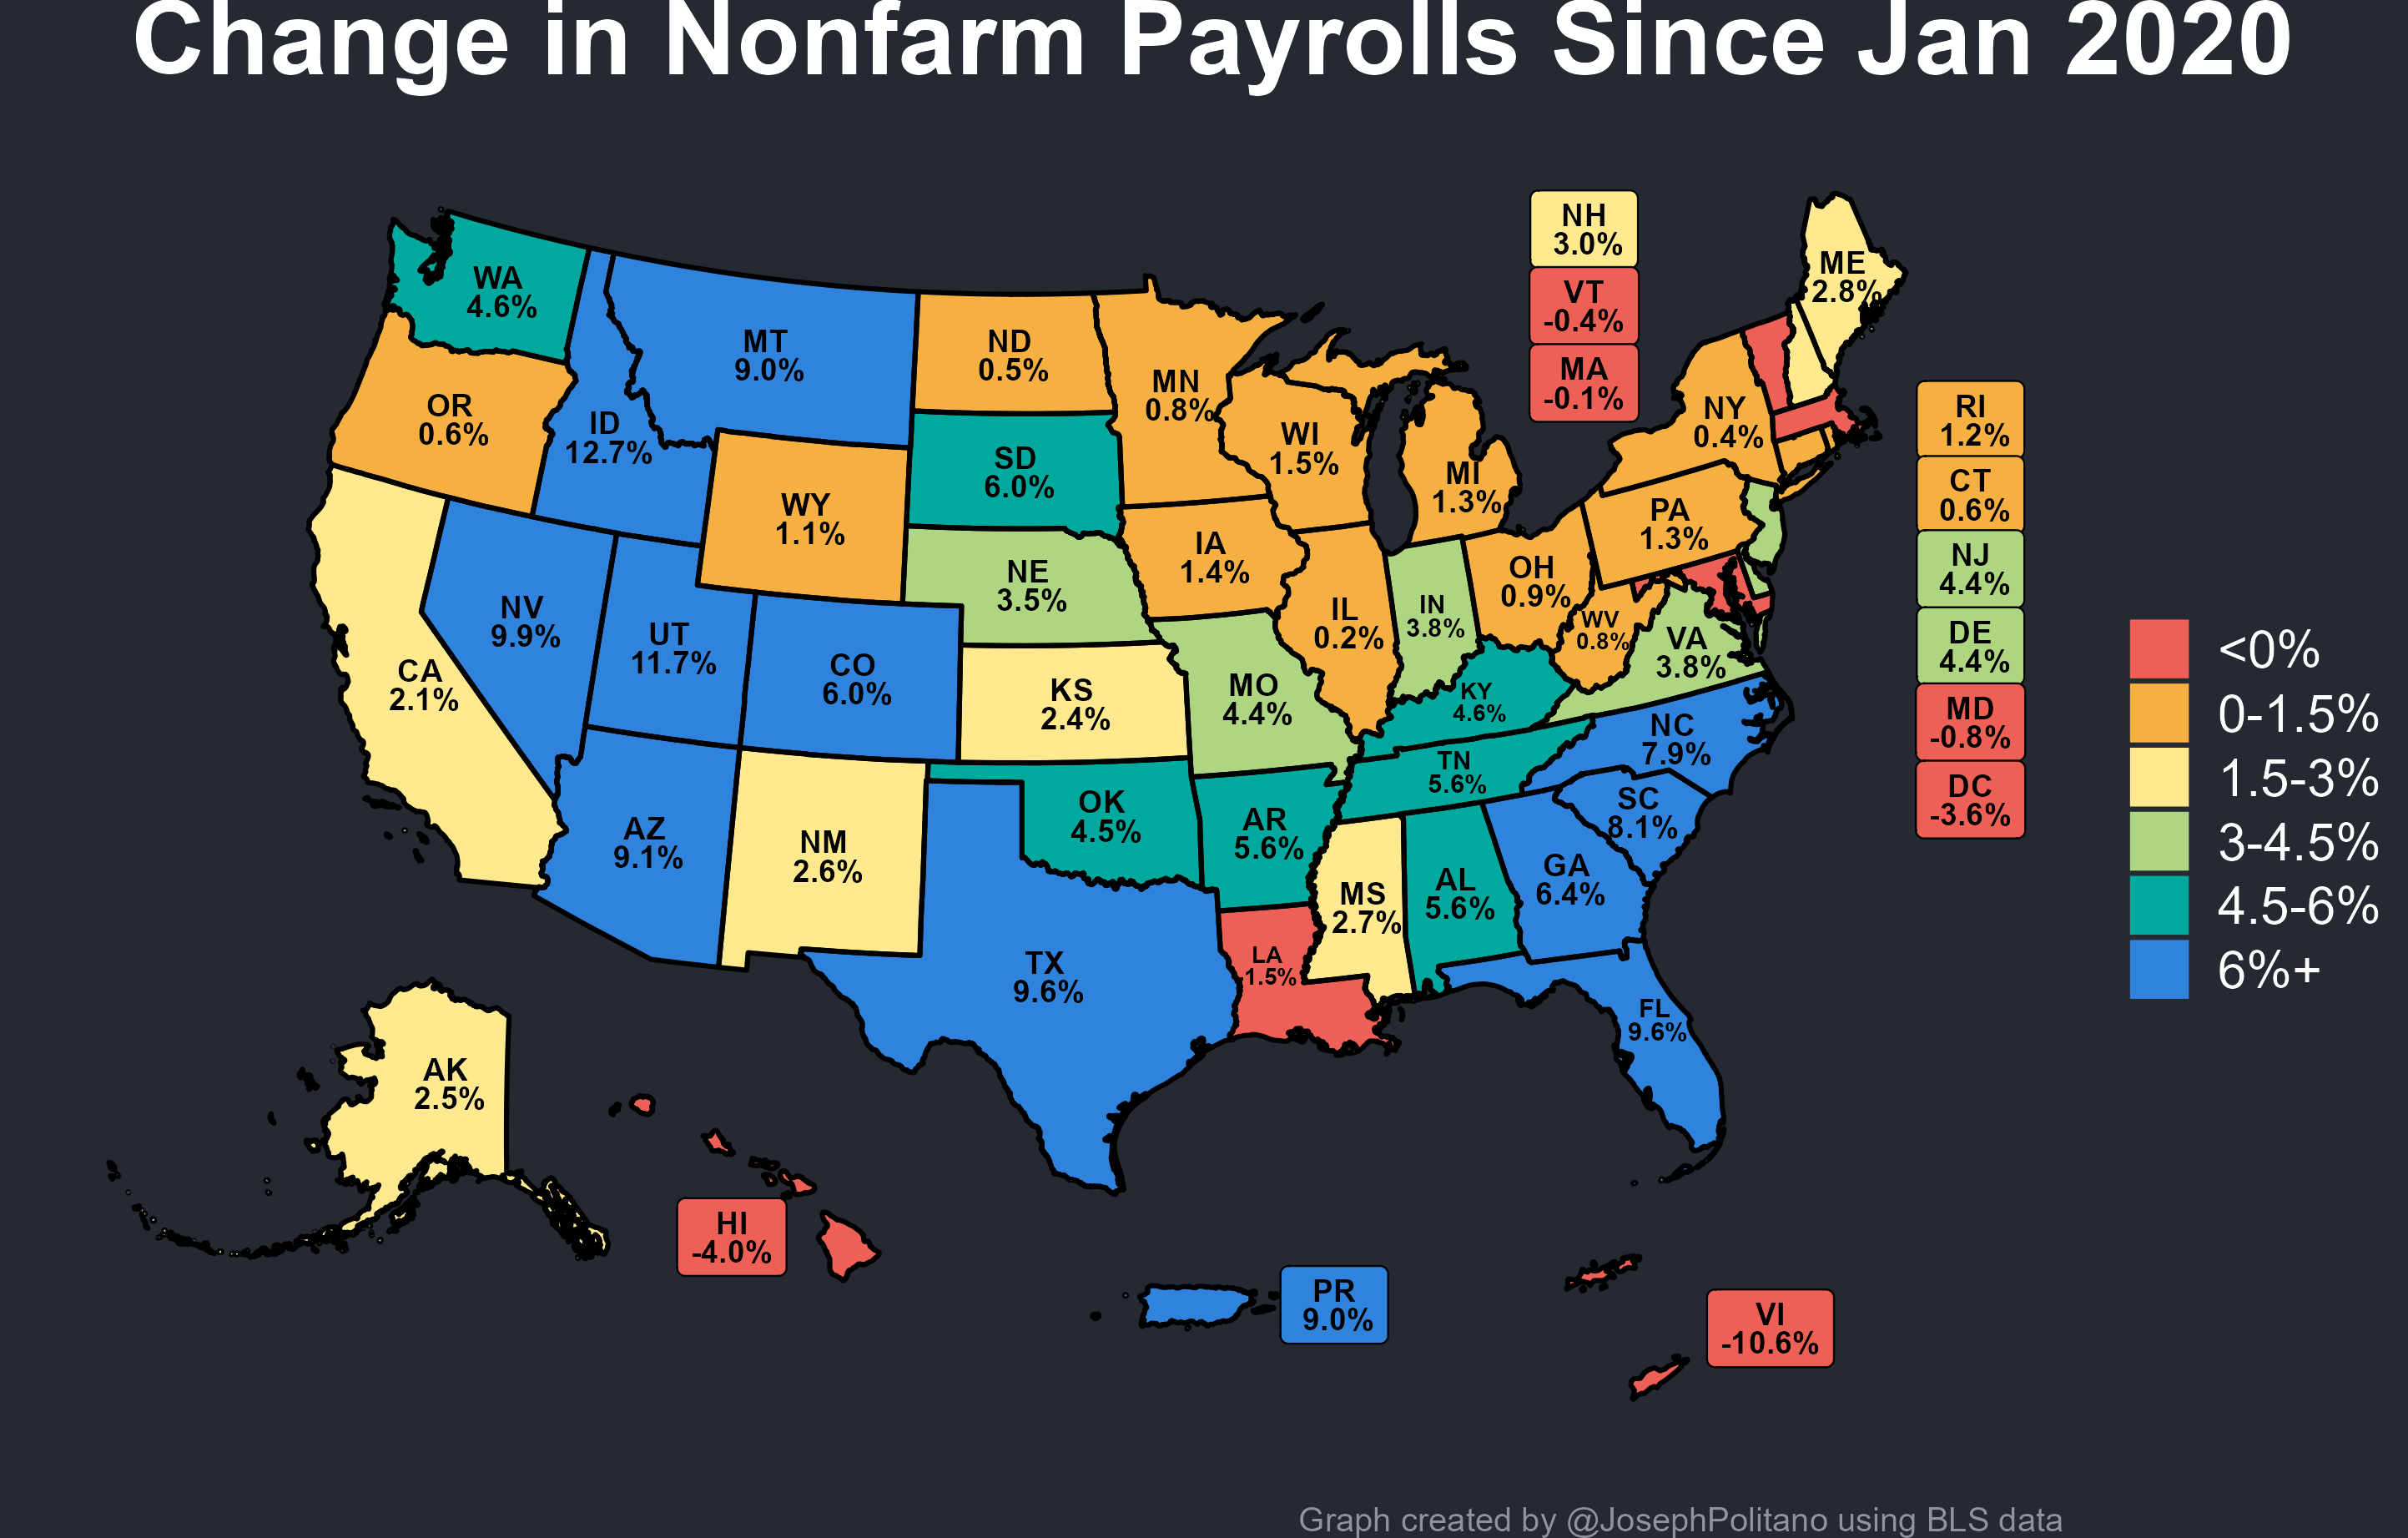 Change in Nonfarm Payrolls Since Jan 2020
NH
3.0%
VT
-0.4%
MA
-0.1%
ME
2.8%
WA
4.6%
MT
9.0%
ND
0.5%
MN
0.8%
OR
0.6%
ID
12.7%
SD
6.0%
WI
1.5%
MI
1.3%
NY
0.4%
RI
1.2%
CT
0.6%
NJ
4.4%
DE
4.4%
MD
-0.8%
DC
-3.6%
WY
1.1%
NE
3.5%
IA
1.4%
IL
0.2%
IN
3.8%
OH
0.9%
PA
1.3%
WV
0.8%
VA
3.8%
NV
9.9%
UT
11.7%
CO
6.0%
CA
2.1%
KS
2.4%
MO
4.4%
KY
4.6%
NC
7.9%
TN
5.6%
SC
8.1%
AZ
9.1%
NM
2.6%
OK
4.5%
AR
5.6%
MS
2.7%
AL
5.6%
GA
6.4%
TX
9.6%
LA
-1.5%
FL
9.6%
AK
2.5%
HI
-4.0%
PR
9.0%
VI
-10.6%
<0%
0-1.5%
1.5-3%
3-4.5%
4.5-6%
6%+
Graph created by @JosephPolitano using BLS data